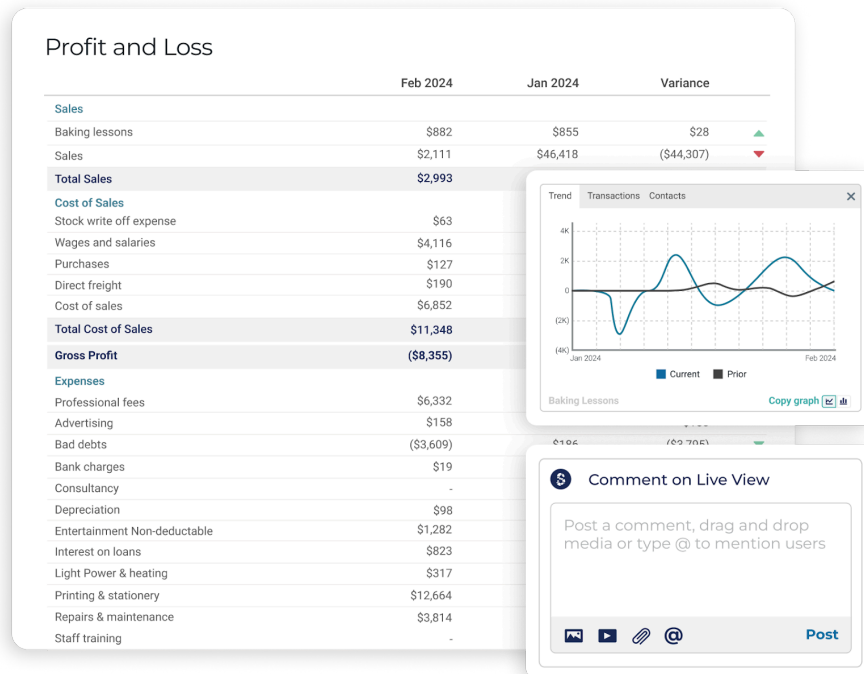 Profit and Loss
Feb 2024 Jan 2024 Variance
Sales
Baking lessons $882 $855 $28
Sales $2,111 $46,418 ($44,307)
Total Sales $2,993
Cost of Sales
Stock write off expense $63
Wages and salaries $4,116
Purchases $127
Direct freight $190
Cost of sales $6,852
Total Cost of Sales $11,348
Gross Profit ($8,355)
Expenses
Professional fees $6,332
Advertising $158
Bad debts ($3,609) $186 ($3,795)
Bank charges $19
Consultancy -
Depreciation $98
Entertainment Non-deductable $1,282
Interest on loans $823
Light Power & heating $317
Printing & stationery $12,664
Repairs & maintenance $3,814
Staff training -
Trend Transactions Contacts
4K
2K
0
(2K)
(4K)
Jan 2024 Feb 2024
Current Prior
Baking Lessons Copy graph
Comment on Live View
Post a comment, drag and drop
media or type @ to mention users
@ Post